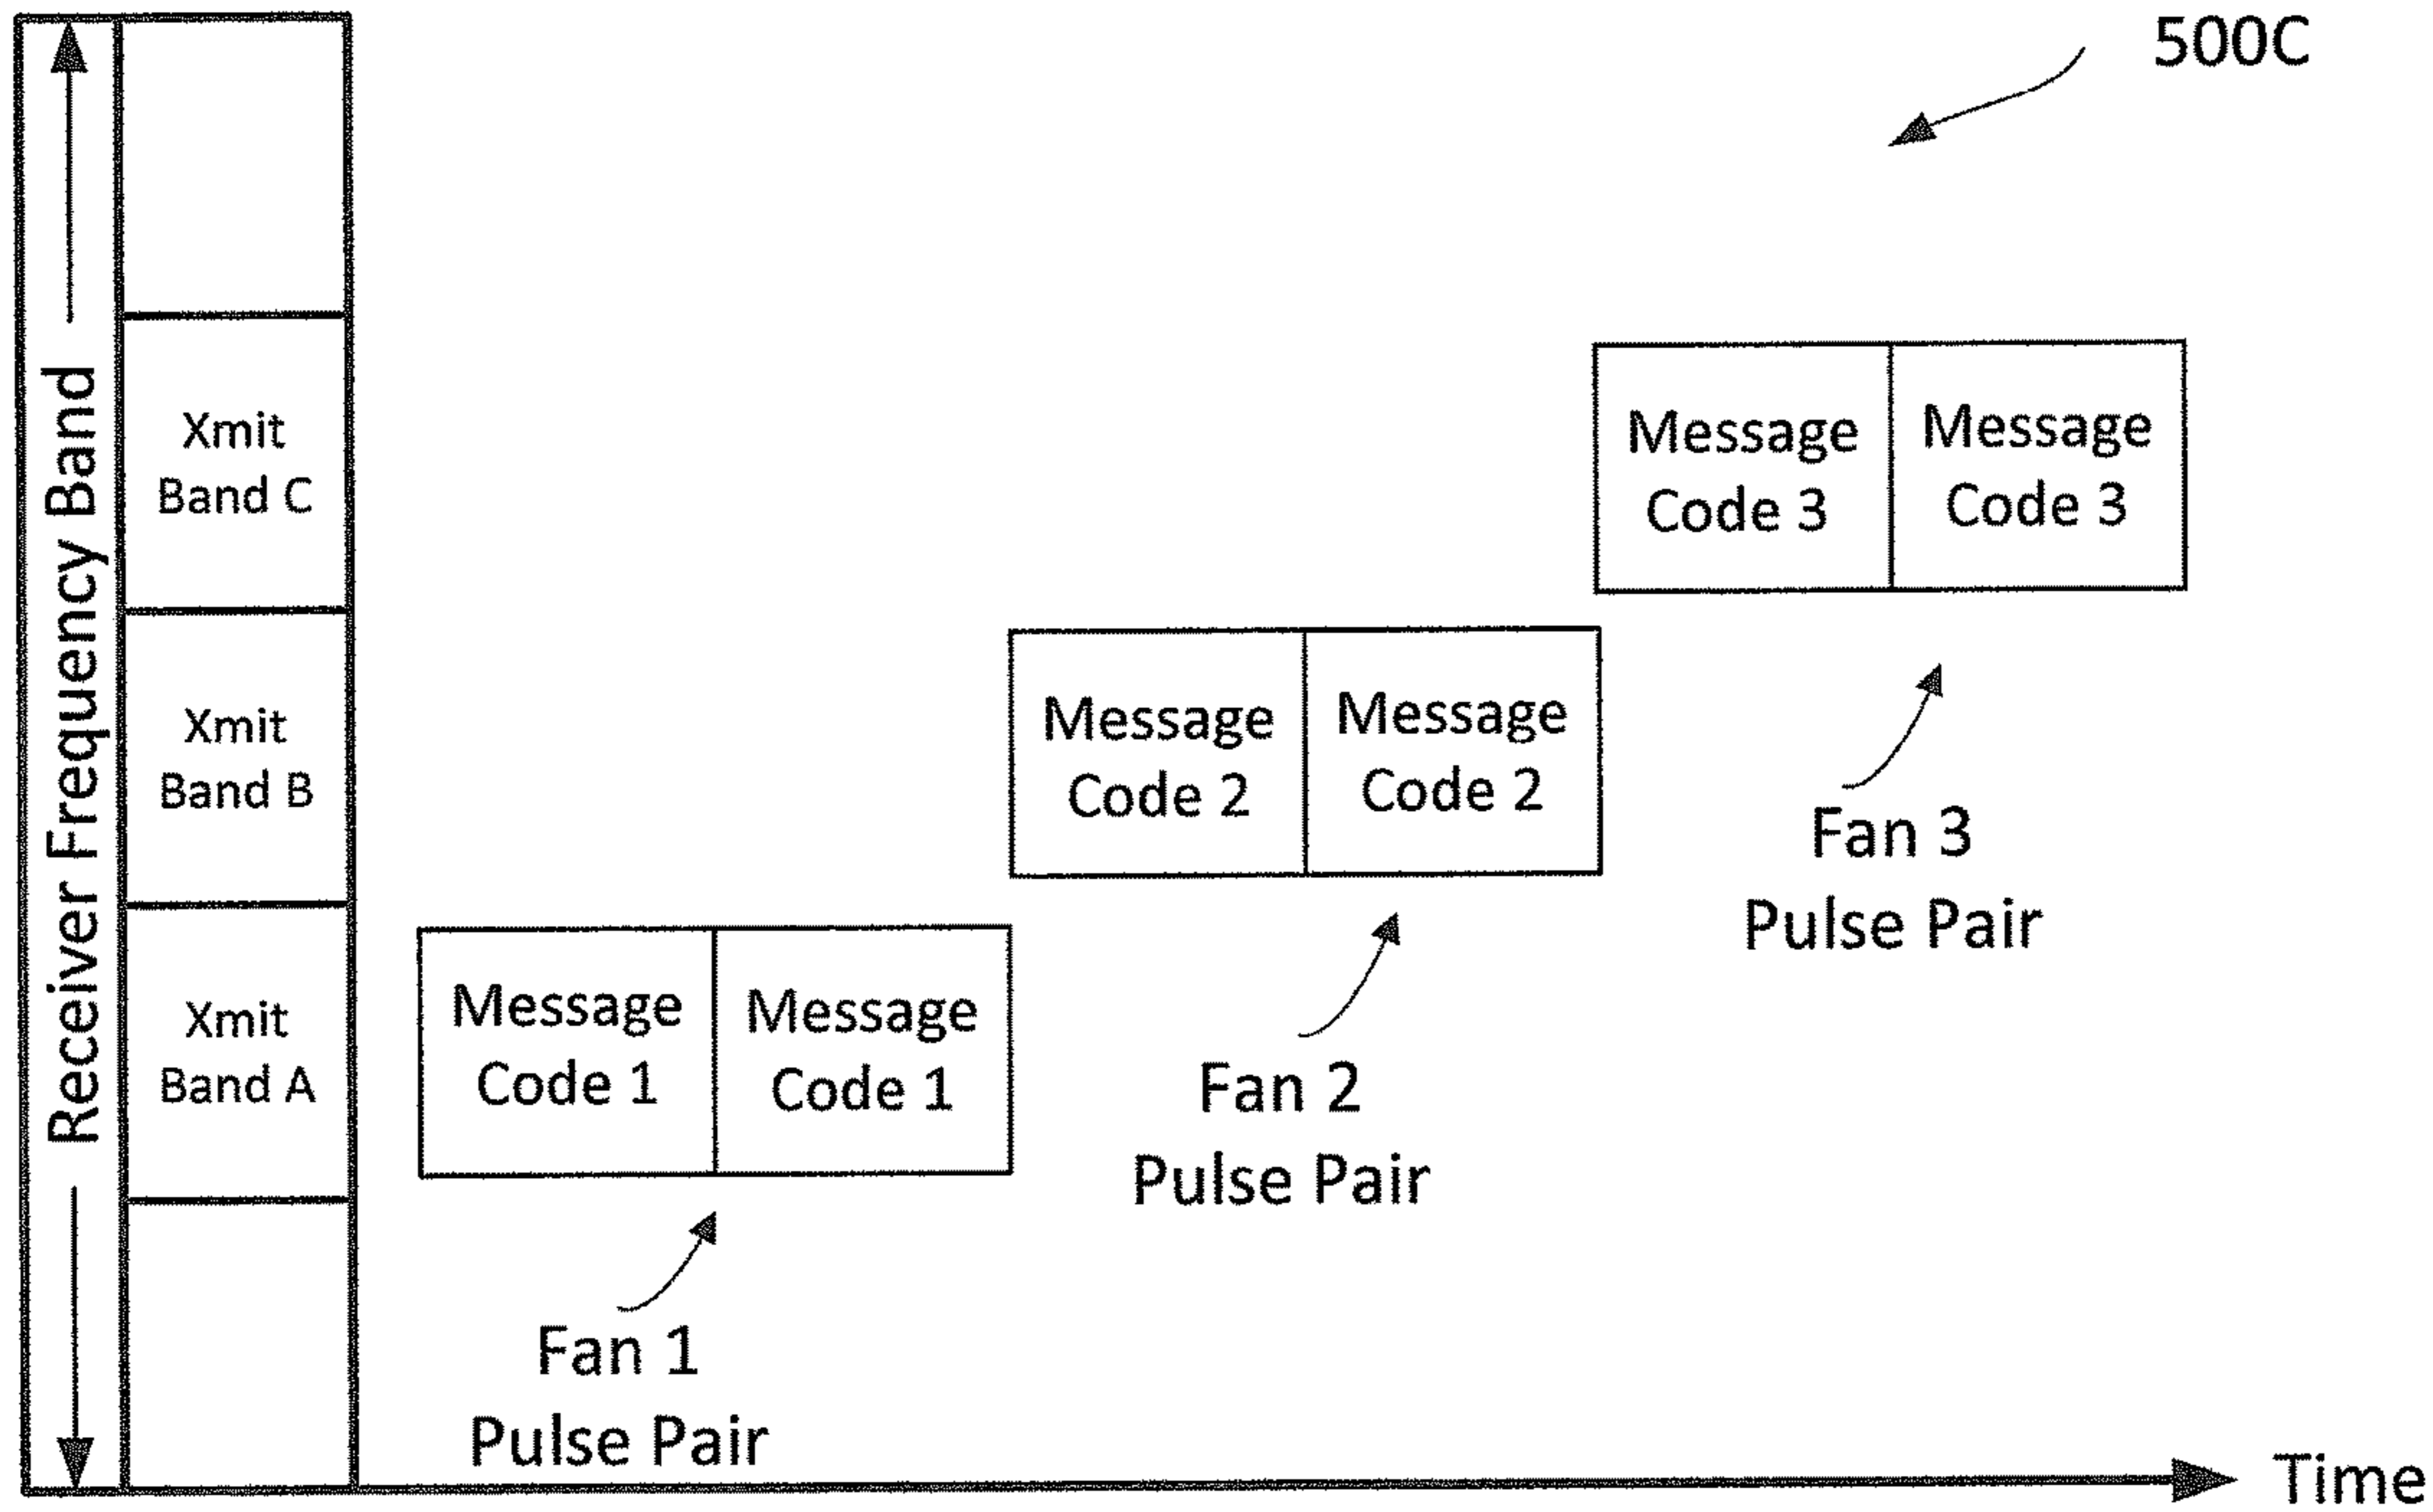 500C
Receiver Frequency Band
Xmit
Band C
Xmit
Band B
Xmit
Band A
Message
Code 3
Message
Code 3
Fan 3
Pulse Pair
Message
Code 2
Message
Code 2
Fan 2
Pulse Pair
Message
Code 1
Message
Code 1
Fan 1
Pulse Pair
Time